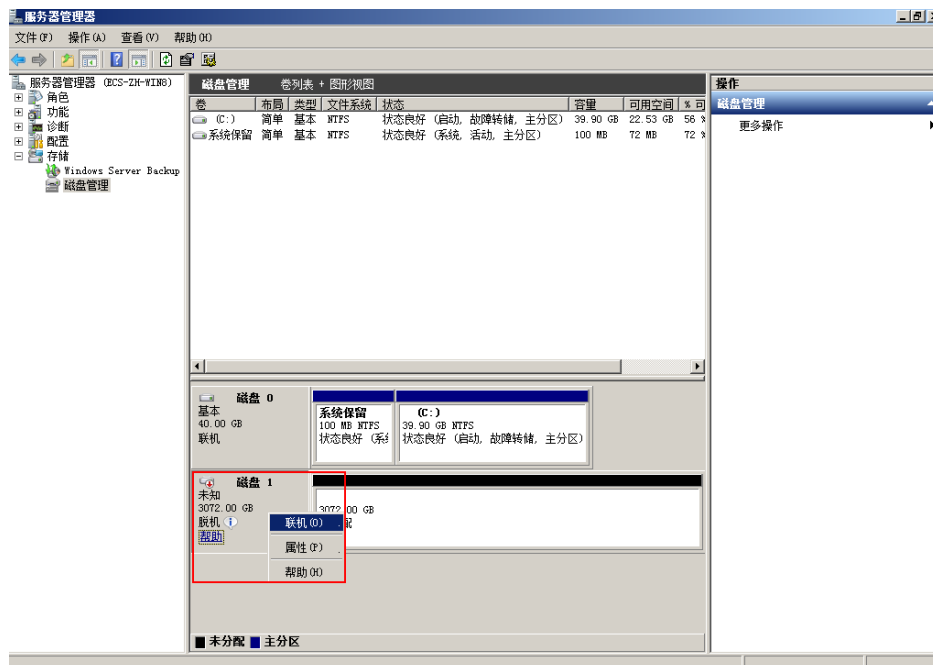 服务器管理器
文件(F) 操作(A) 查看(V) 帮助(H)
服务器管理器 (ECS-ZH-WIN8)
角色
功能
诊断
配置
存储
Windows Server Backup
磁盘管理
磁盘管理 卷列表 + 图形视图
卷 布局 类型 文件系统 状态 容量 可用空间 % 可
(C:) 简单 基本 NTFS 状态良好 (启动, 故障转储, 主分区) 39.90 GB 22.53 GB 56 %
系统保留 简单 基本 NTFS 状态良好 (系统, 活动, 主分区) 100 MB 72 MB 72 %
磁盘 0
基本
40.00 GB
联机
系统保留
100 MB NTFS
状态良好 (系统
(C:)
39.90 GB NTFS
状态良好 (启动, 故障转储, 主分区)
磁盘 1
未知
3072.00 GB
脱机
帮助
3072.00 GB
联机(O)
属性(P)
帮助(H)
未分配 主分区
操作
磁盘管理
更多操作